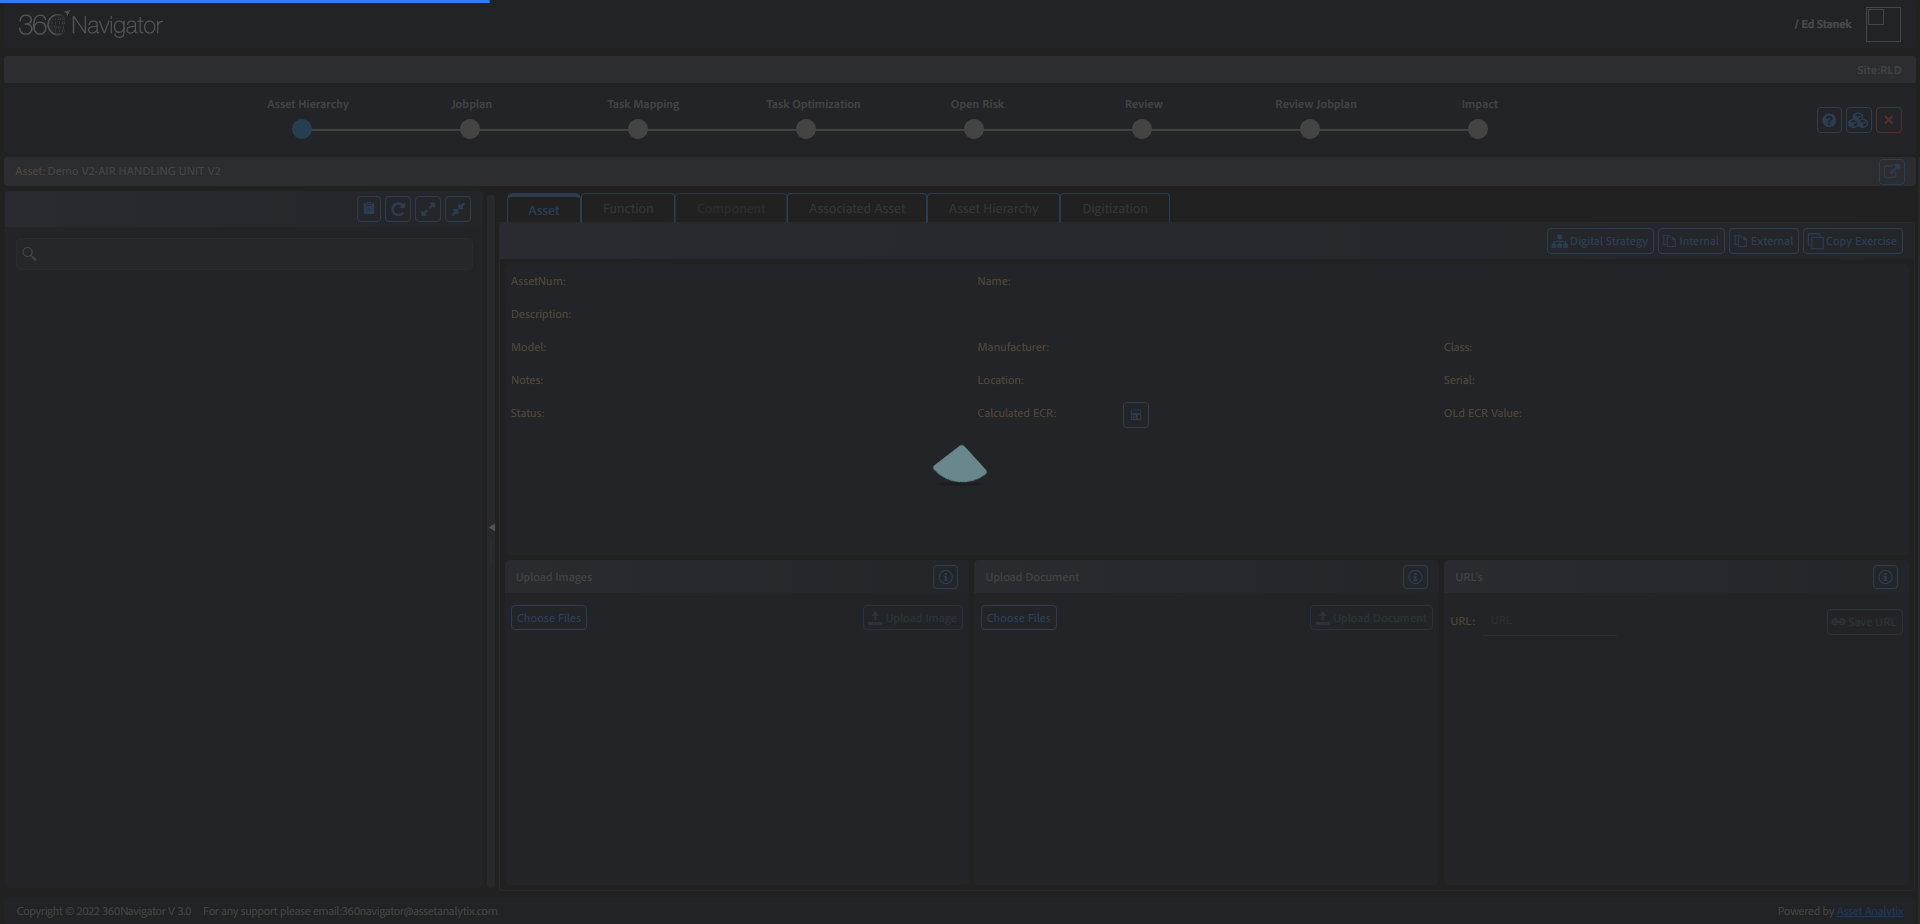 360 Navigator
/ Ed Stanek
Site:RLD
Asset Hierarchy Jobplan Task Mapping Task Optimization Open Risk Review Review Jobplan Impact
Asset: Demo V2-AIR HANDLING UNIT V2
Asset Function Component Associated Asset Asset Hierarchy Digitization
Digital Strategy Internal External Copy Exercise
AssetNum: Name:
Description:
Model: Manufacturer: Class:
Notes: Location: Serial:
Status: Calculated ECR: OLd ECR Value:
Upload Images Upload Document URL's
Choose Files Upload Image Choose Files Upload Document URL: URL Save URL
Copyright © 2022 360Navigator V 3.0 For any support please email:360navigator@assetanalytix.com Powered by Asset Analytix